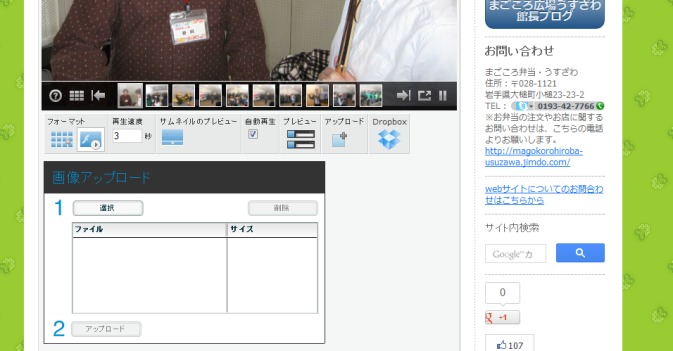 まごころ広場うすざわ
館長ブログ
フォーマット
再生速度
サムネイルのプレビュー
自動再生
プレビュー
アップロード
Dropbox
3
秒
画像アップロード
1
選択
削除
ファイル
サイズ
2
アップロード
お問い合わせ
まごころ弁当・うすざわ
住所：〒028-1121
岩手県大槌町小槌23-23-2
TEL： 0193-42-7766
※お弁当の注文やお店に関する
お問い合わせは、こちらの電話
よりお願いします。
http://magokorohiroba-
usuzawa.jimdo.com/
webサイトについてのお問合わ
せはこちらから
サイト内検索
Google™ カ
0
+1
107